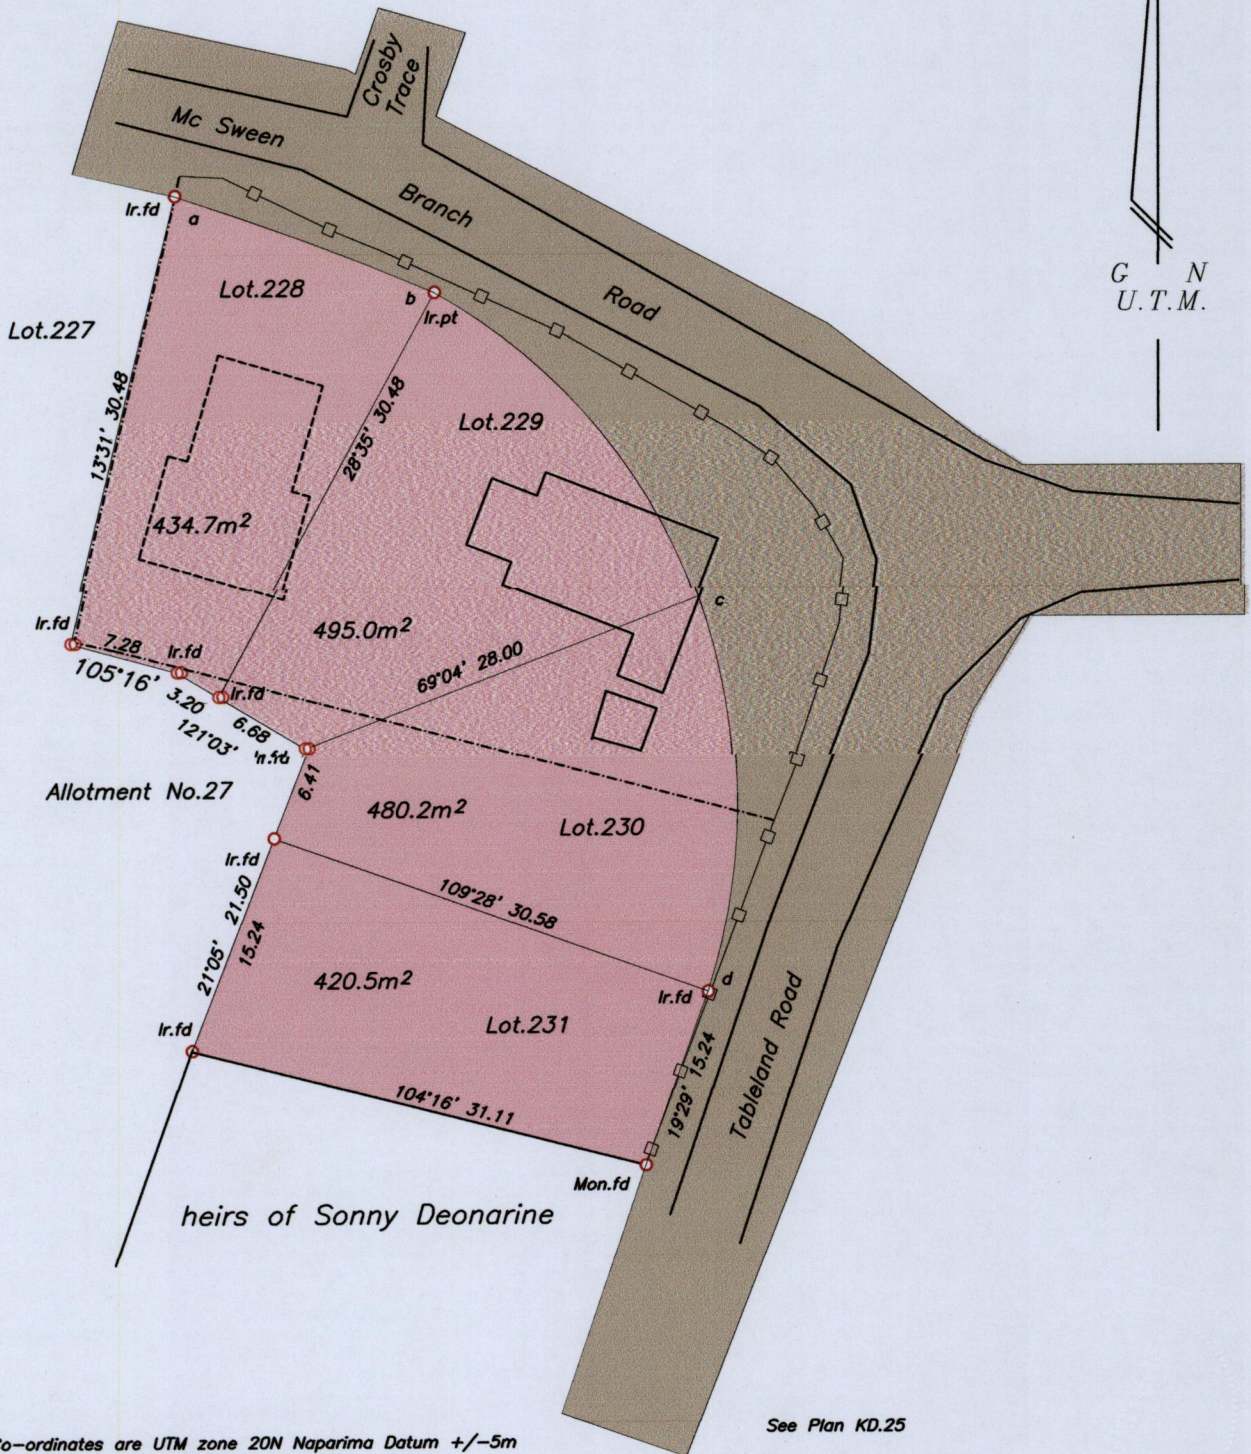 Crosby
Trace
Mc Sween
Branch
Road
G N
U.T.M.
Ir.fd
a
Lot.228
b
Ir.pt
Lot.227
13°31' 30.48
28°35' 30.48
Lot.229
434.7m²
c
495.0m²
69°04' 28.00
Ir.fd
7.28
Ir.fd
105°16'
3.20
Ir.fd
6.68
121°03'
6.41
Allotment No.27
480.2m²
Lot.230
Ir.fd
109°28' 30.58
21°05' 21.50
15.24
420.5m²
d
Ir.fd
Lot.231
Ir.fd
19°29' 15.24
Tableland Road
104°16' 31.11
Mon.fd
heirs of Sonny Deonarine
See Plan KD.25
Co-ordinates are UTM zone 20N Naparima Datum +/-5m